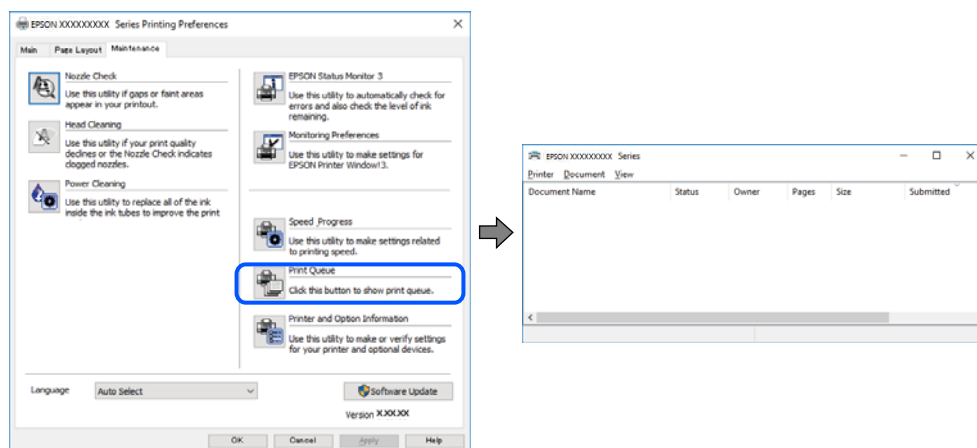 EPSON XXXXXXXXX Series Printing Preferences
Main Page Layout Maintenance
Nozzle Check
Use this utility if gaps or faint areas
appear in your printout.
Head Cleaning
Use this utility if your print quality
declines or the Nozzle Check indicates
clogged nozzles.
Power Cleaning
Use this utility to replace all of the ink
inside the ink tubes to improve the print
EPSON Status Monitor 3
Use this utility to automatically check for
errors and also check the level of ink
remaining.
Monitoring Preferences
Use this utility to make settings for
EPSON Printer Window!3.
Speed_Progress
Use this utility to make settings related
to printing speed.
Print Queue
Click this button to show print queue.
Printer and Option Information
Use this utility to make or verify settings
for your printer and optional devices.
Language Auto Select
Software Update
Version X.XX.XX
OK Cancel Apply Help
EPSON XXXXXXXXX Series
Printer Document View
Document Name Status Owner Pages Size Submitted